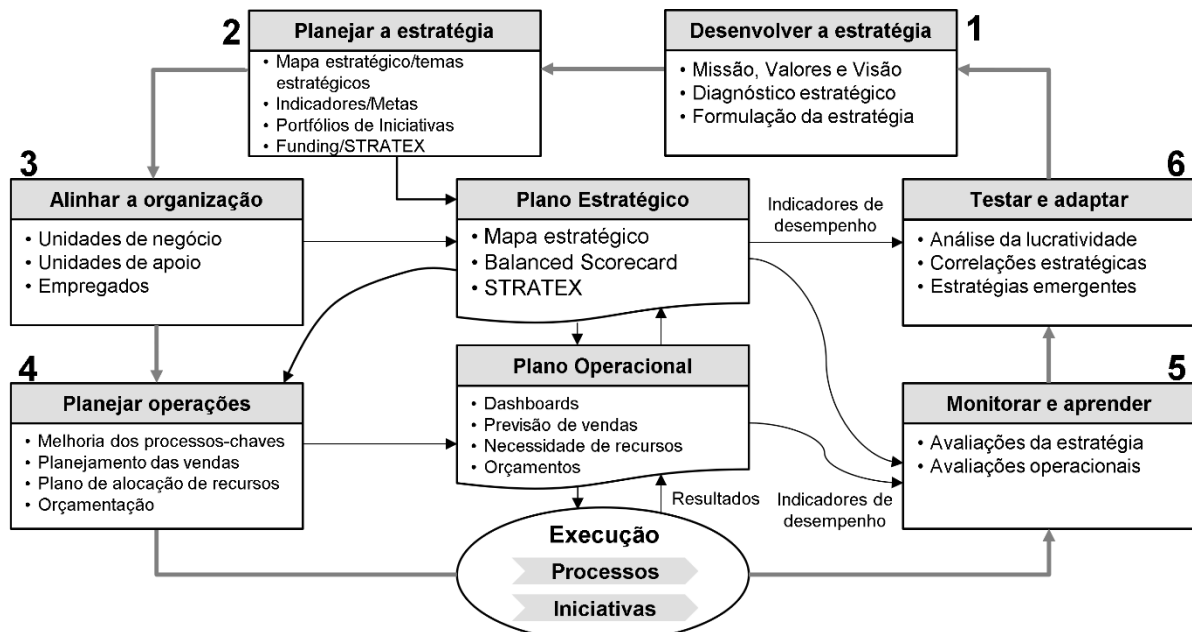 2
Planejar a estratégia
• Mapa estratégico/temas
estratégicos
• Indicadores/Metas
• Portfólios de Iniciativas
• Funding/STRATEX
1
Desenvolver a estratégia
• Missão, Valores e Visão
• Diagnóstico estratégico
• Formulação da estratégia
3
Alinhar a organização
• Unidades de negócio
• Unidades de apoio
• Empregados
Plano Estratégico
• Mapa estratégico
• Balanced Scorecard
• STRATEX
Indicadores de
desempenho
6
Testar e adaptar
• Análise da lucratividade
• Correlações estratégicas
• Estratégias emergentes
4
Planejar operações
• Melhoria dos processos-chaves
• Planejamento das vendas
• Plano de alocação de recursos
• Orçamentação
Plano Operacional
• Dashboards
• Previsão de vendas
• Necessidade de recursos
• Orçamentos
5
Monitorar e aprender
• Avaliações da estratégia
• Avaliações operacionais
Resultados
Indicadores de
desempenho
Execução
Processos
Iniciativas